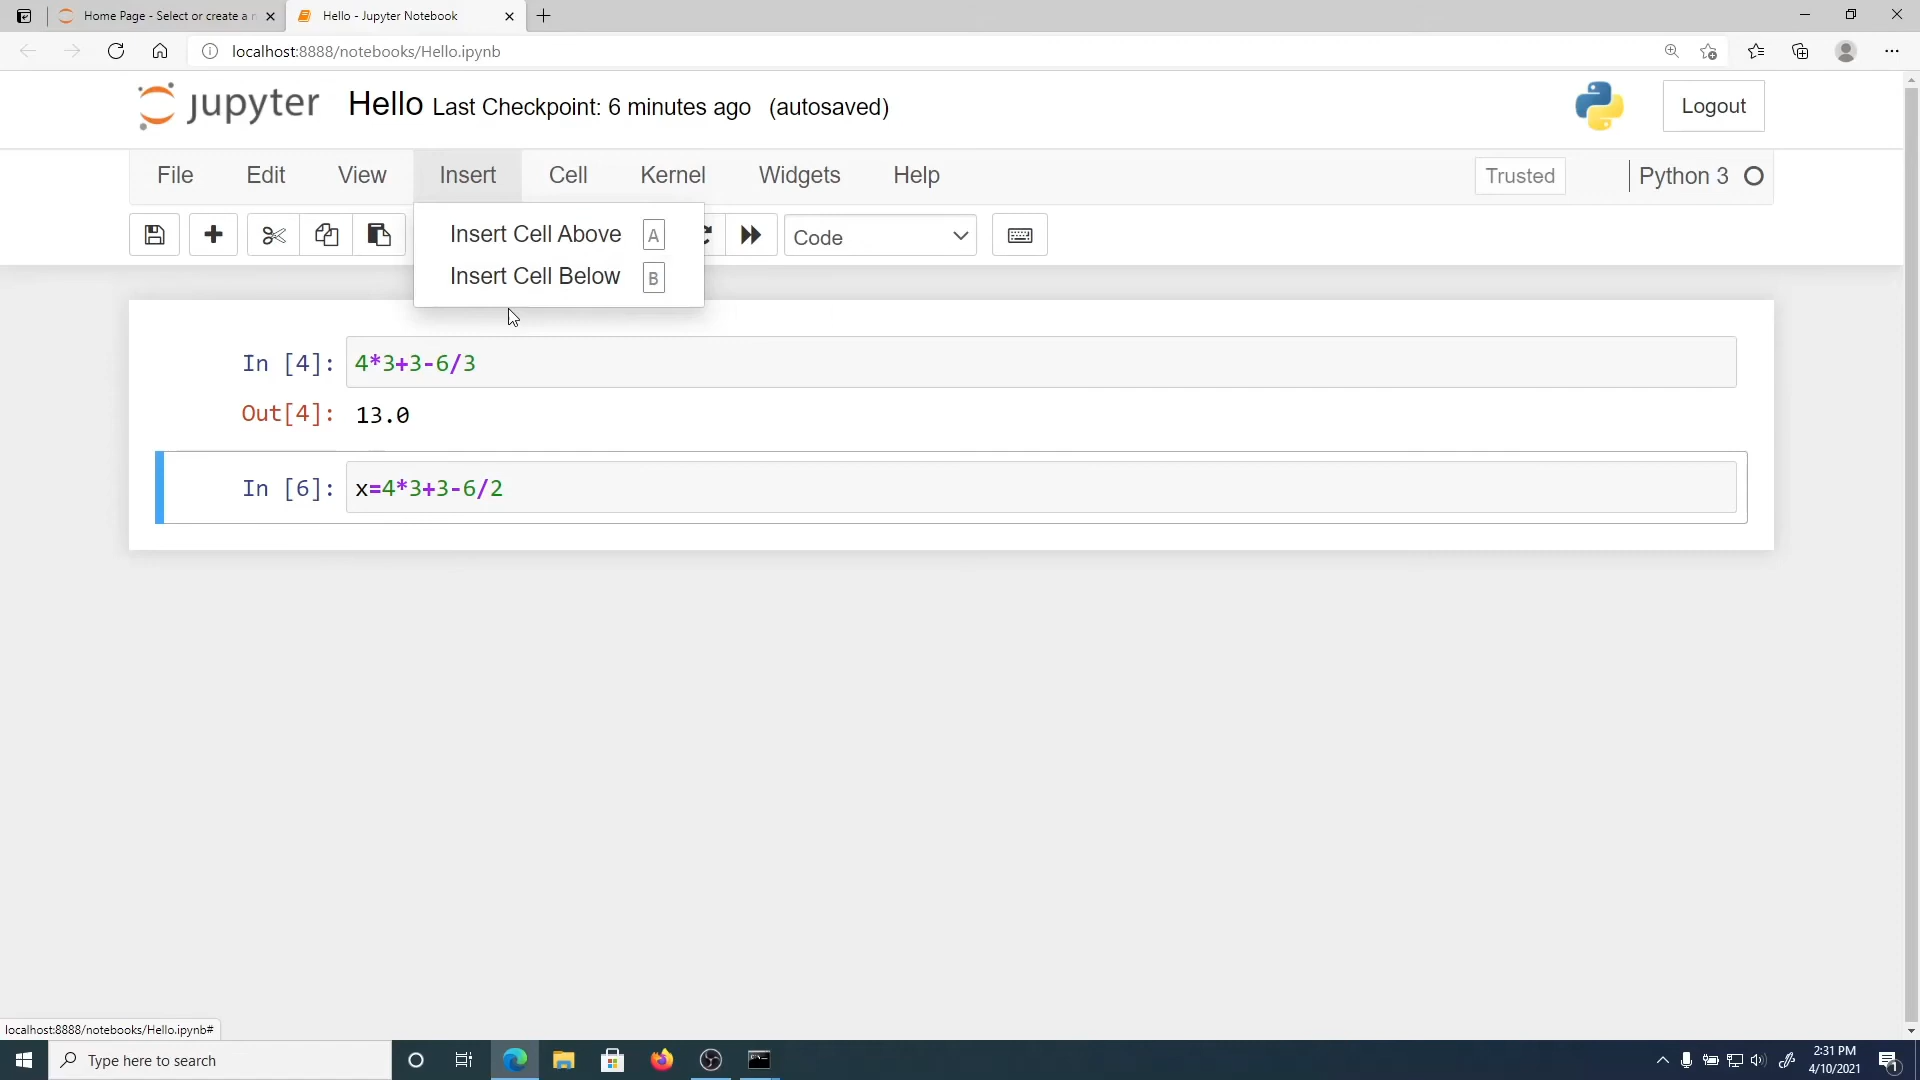 Home Page - Select or create a n
Hello - Jupyter Notebook
localhost:8888/notebooks/Hello.ipynb
jupyter Hello Last Checkpoint: 6 minutes ago (autosaved)
Logout
File Edit View Insert Cell Kernel Widgets Help
Trusted
Python 3
Insert Cell Above A
Insert Cell Below B
Code
In [4]: 4*3+3-6/3
Out[4]: 13.0
In [6]: x=4*3+3-6/2
localhost:8888/notebooks/Hello.ipynb#
Type here to search
2:31 PM
4/10/2021
1